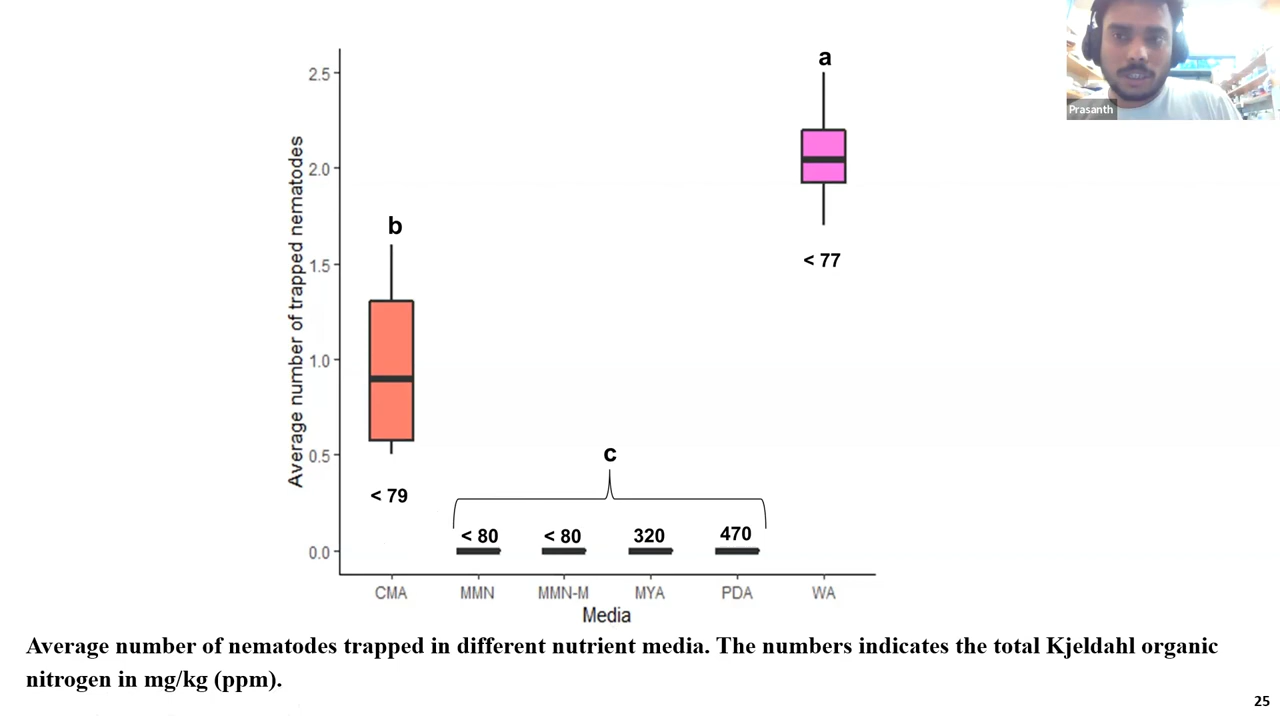 Prasanth
a
2.5
2.0
b
< 77
1.5
1.0
Average number of trapped nematodes
c
0.5
< 79
< 80 < 80 320 470
0.0
CMA MMN MMN-M MYA PDA WA
Media
Average number of nematodes trapped in different nutrient media. The numbers indicates the total Kjeldahl organic
nitrogen in mg/kg (ppm).
25